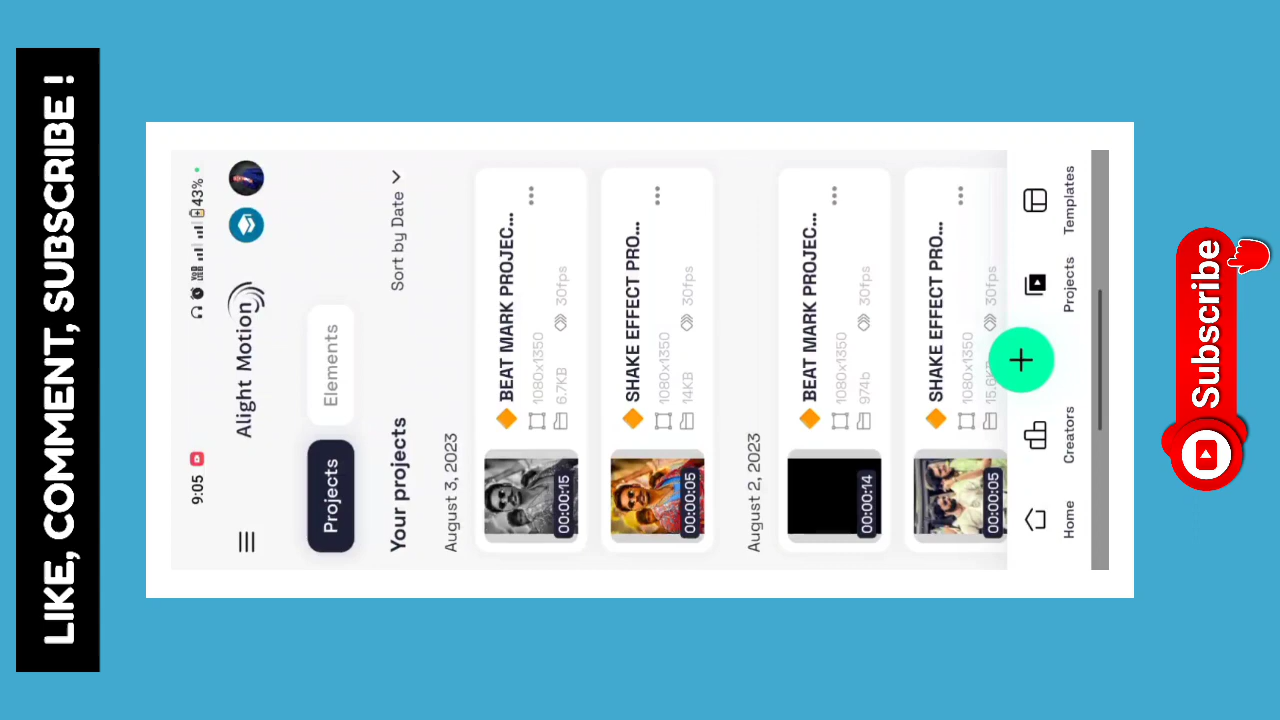 LIKE, COMMENT, SUBSCRIBE !
9:05
43%
Alight Motion
Projects
Elements
Your projects
Sort by Date
August 3, 2023
BEAT MARK PROJEC...
1080x1350
6.7KB
30fps
00:00:15
SHAKE EFFECT PRO...
1080x1350
14KB
30fps
00:00:05
August 2, 2023
BEAT MARK PROJEC...
1080x1350
974b
30fps
00:00:14
SHAKE EFFECT PRO...
1080x1350
30fps
00:00:05
Home
Creators
Projects
Templates
Subscribe